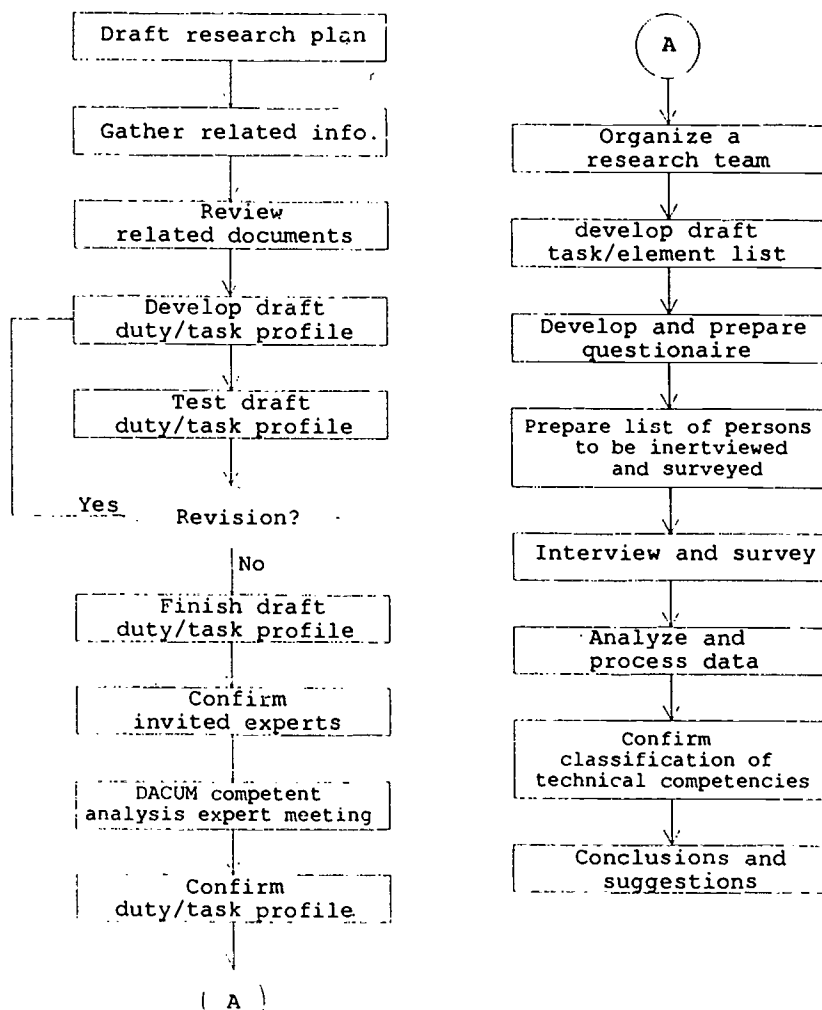 Draft research plan
Gather related info.
Review
related documents
Develop draft
duty/task profile
Test draft
duty/task profile
Yes
Revision?
No
Finish draft
duty/task profile
Confirm
invited experts
DACUM competent
analysis expert meeting
Confirm
duty/task profile
A
A
Organize a
research team
develop draft
task/element list
Develop and prepare
questionaire
Prepare list of persons
to be inertviewed
and surveyed
Interview and survey
Analyze and
process data
Confirm
classification of
technical competencies
Conclusions and
suggestions